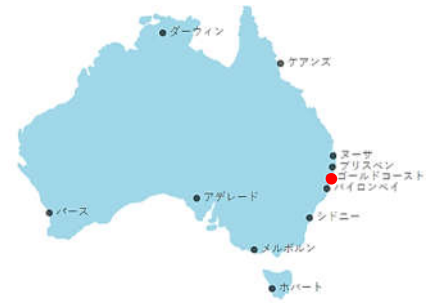 ダーウィン
ケアンズ
ヌーサ
ブリスベン
ゴールドコースト
バイロンベイ
アデレード
パース
シドニー
メルボルン
ホバート